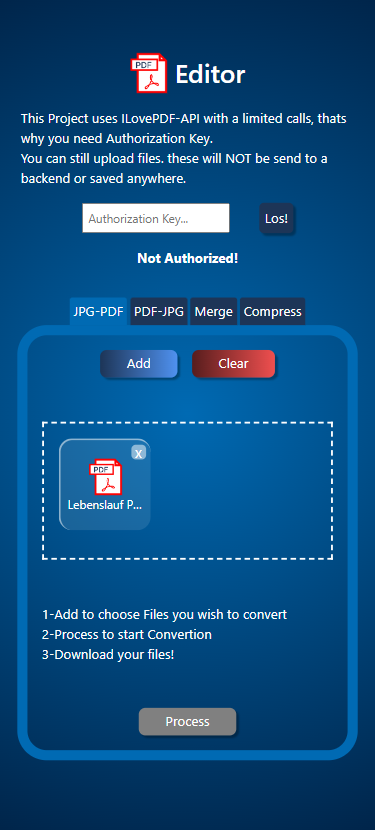 PDF Editor
This Project uses ILovePDF-API with a limited calls, thats
why you need Authorization Key.
You can still upload files. these will NOT be send to a
backend or saved anywhere.
Authorization Key... Los!
Not Authorized!
JPG-PDF PDF-JPG Merge Compress
Add Clear
X
PDF
Lebenslauf P...
1-Add to choose Files you wish to convert
2-Process to start Convertion
3-Download your files!
Process